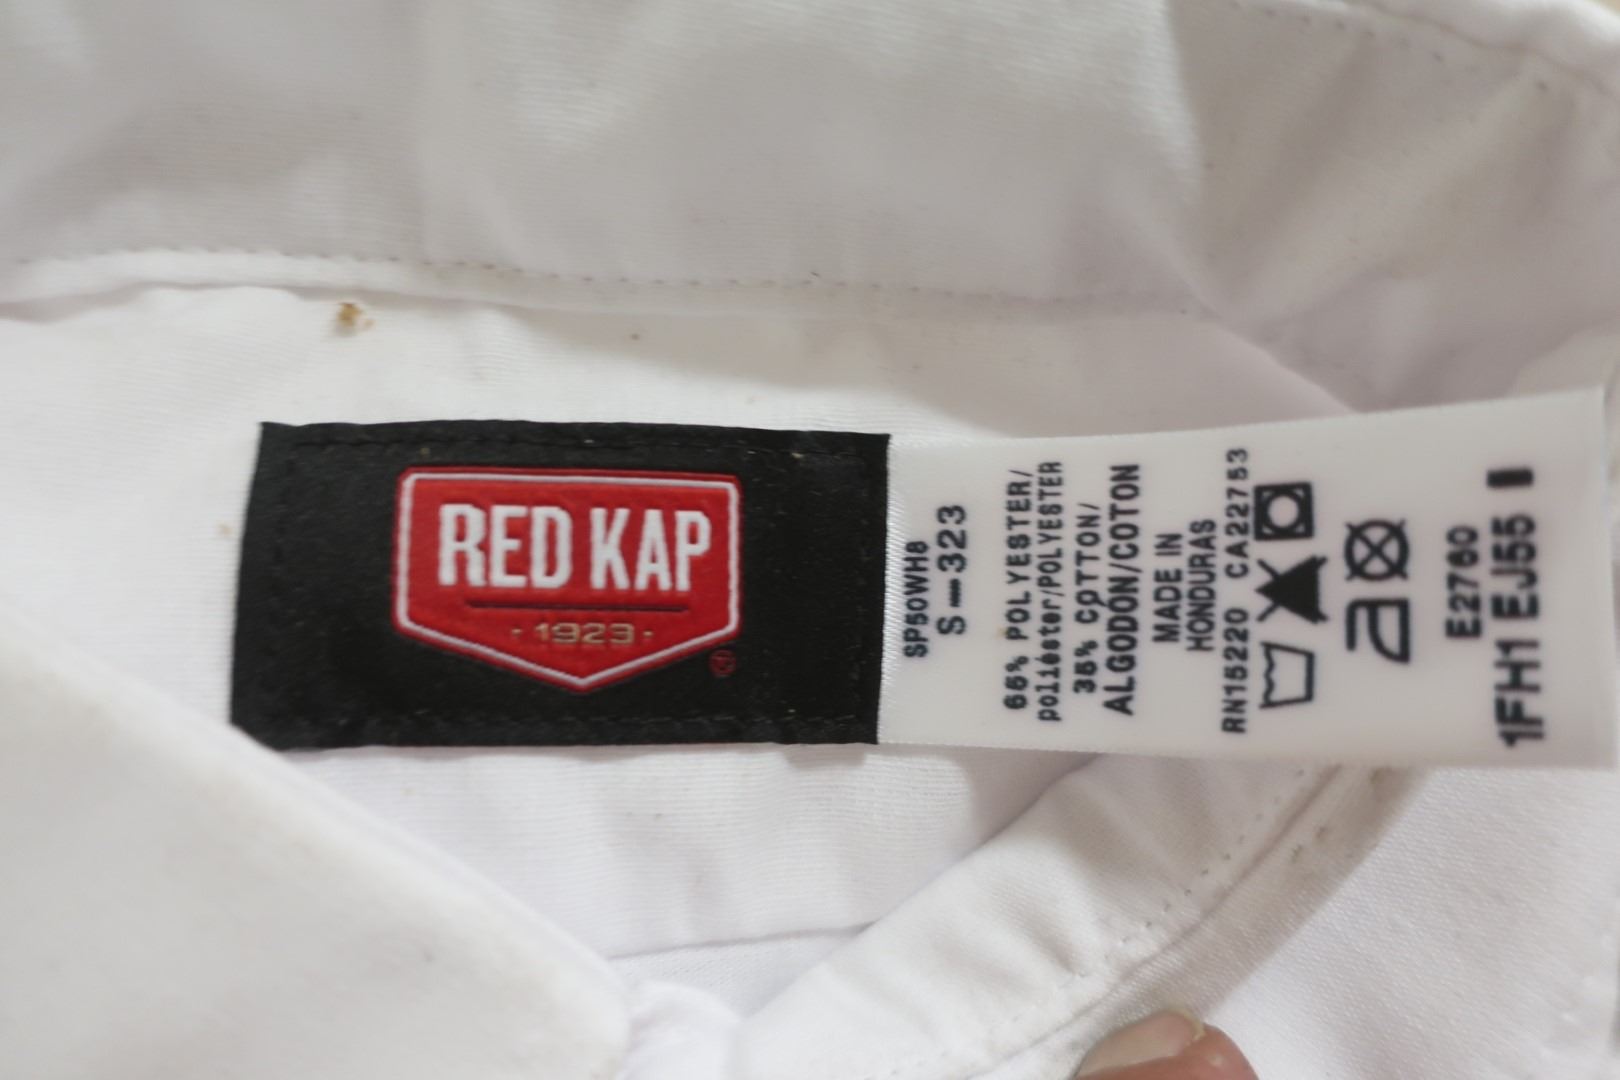 RED KAP
·1923·
®
SP50WH8
S-323
65% POLYESTER/
poliéster/POLYESTER
35% COTTON/
ALGODÓN/COTON
MADE IN
HONDURAS
RN15220 CA22753
E2760
1FH1 EJ55